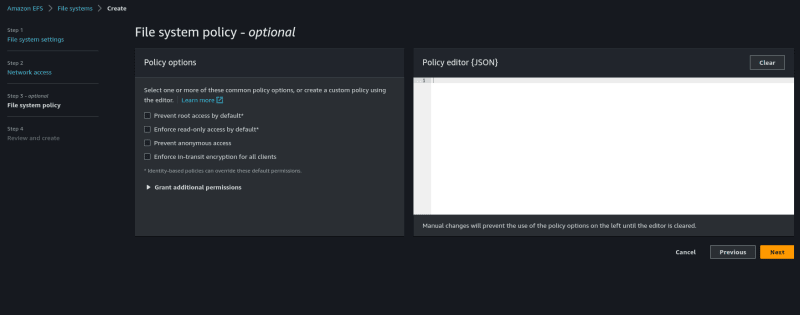 Amazon EFS > File systems > Create
Step 1
File system settings
Step 2
Network access
Step 3 - optional
File system policy
Step 4
Review and create
File system policy - optional
Policy options
Select one or more of these common policy options, or create a custom policy using
the editor. Learn more
Prevent root access by default*
Enforce read-only access by default*
Prevent anonymous access
Enforce in-transit encryption for all clients
* Identity-based policies can override these default permissions.
Grant additional permissions
Policy editor {JSON}
Clear
1
Manual changes will prevent the use of the policy options on the left until the editor is cleared.
Cancel
Previous
Next